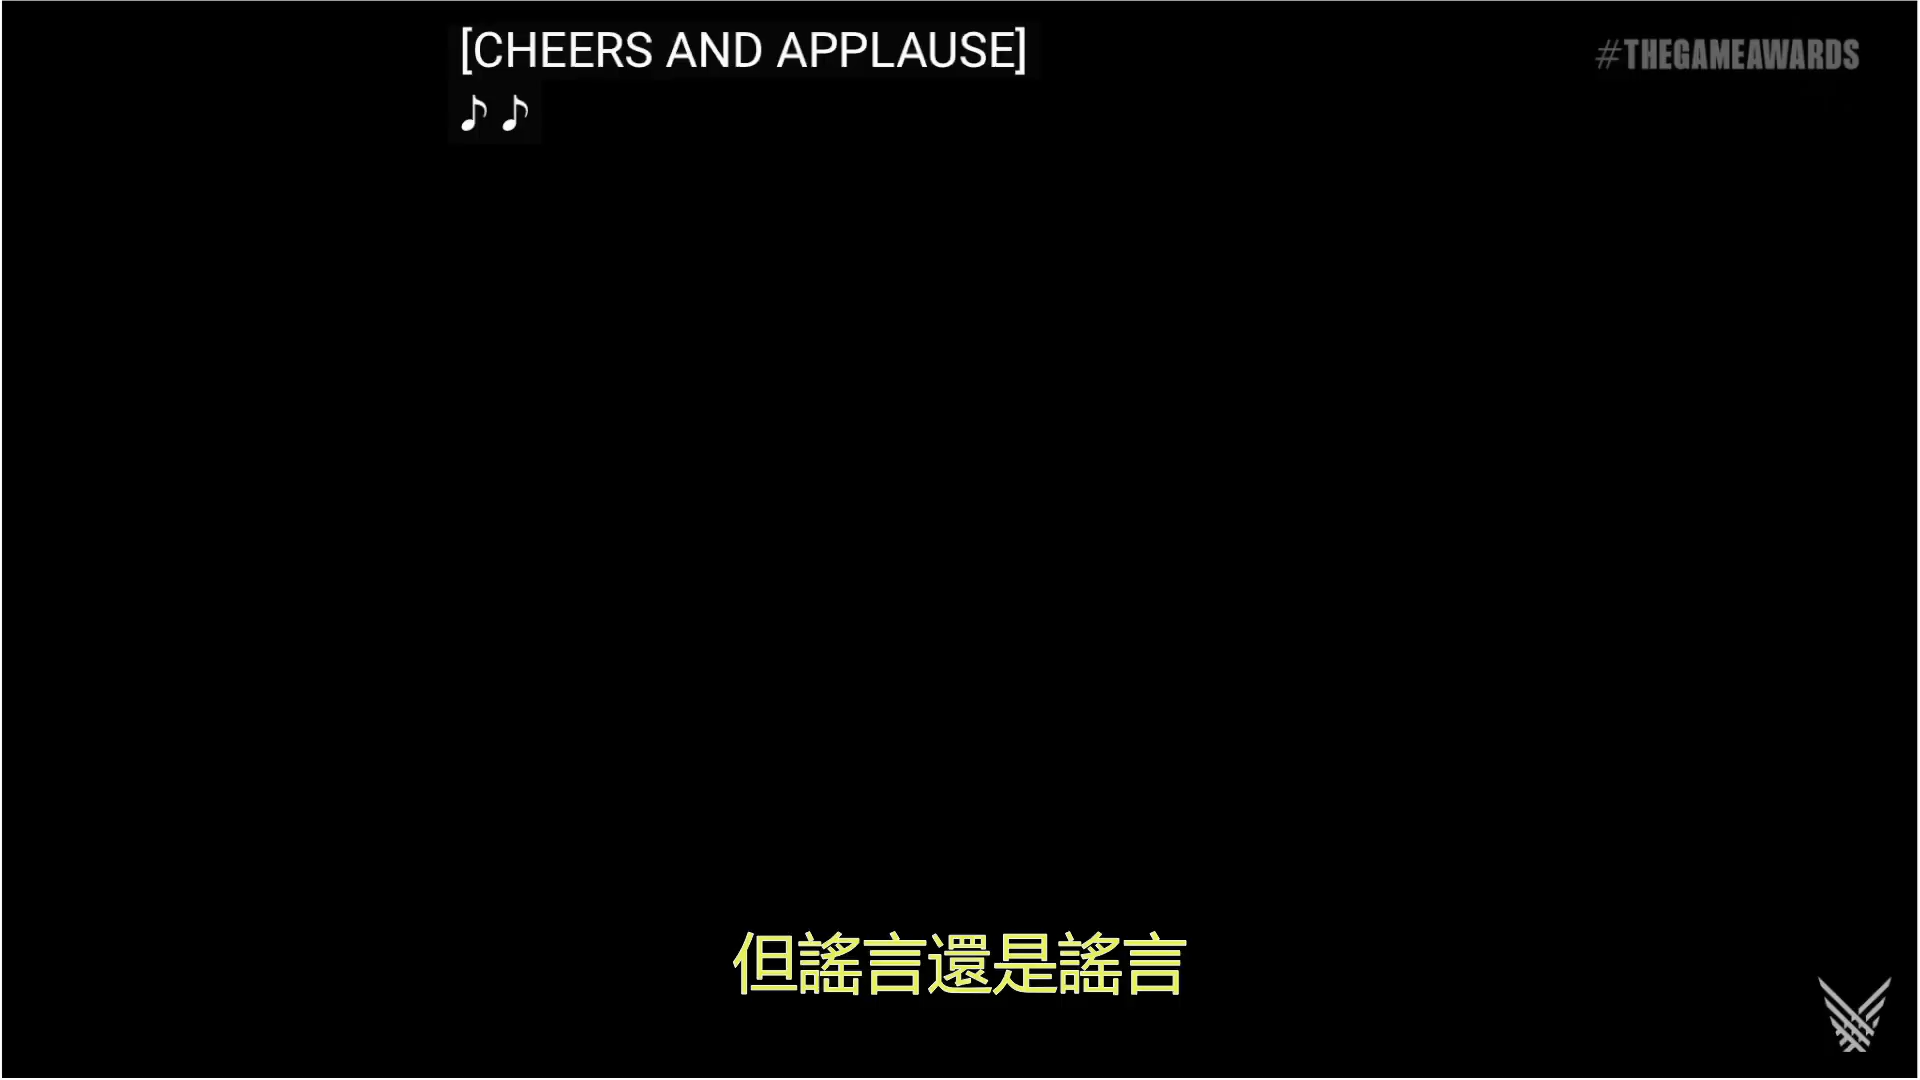 [CHEERS AND APPLAUSE]
♪ ♪
#THEGAMEAWARDS
但謠言還是謠言